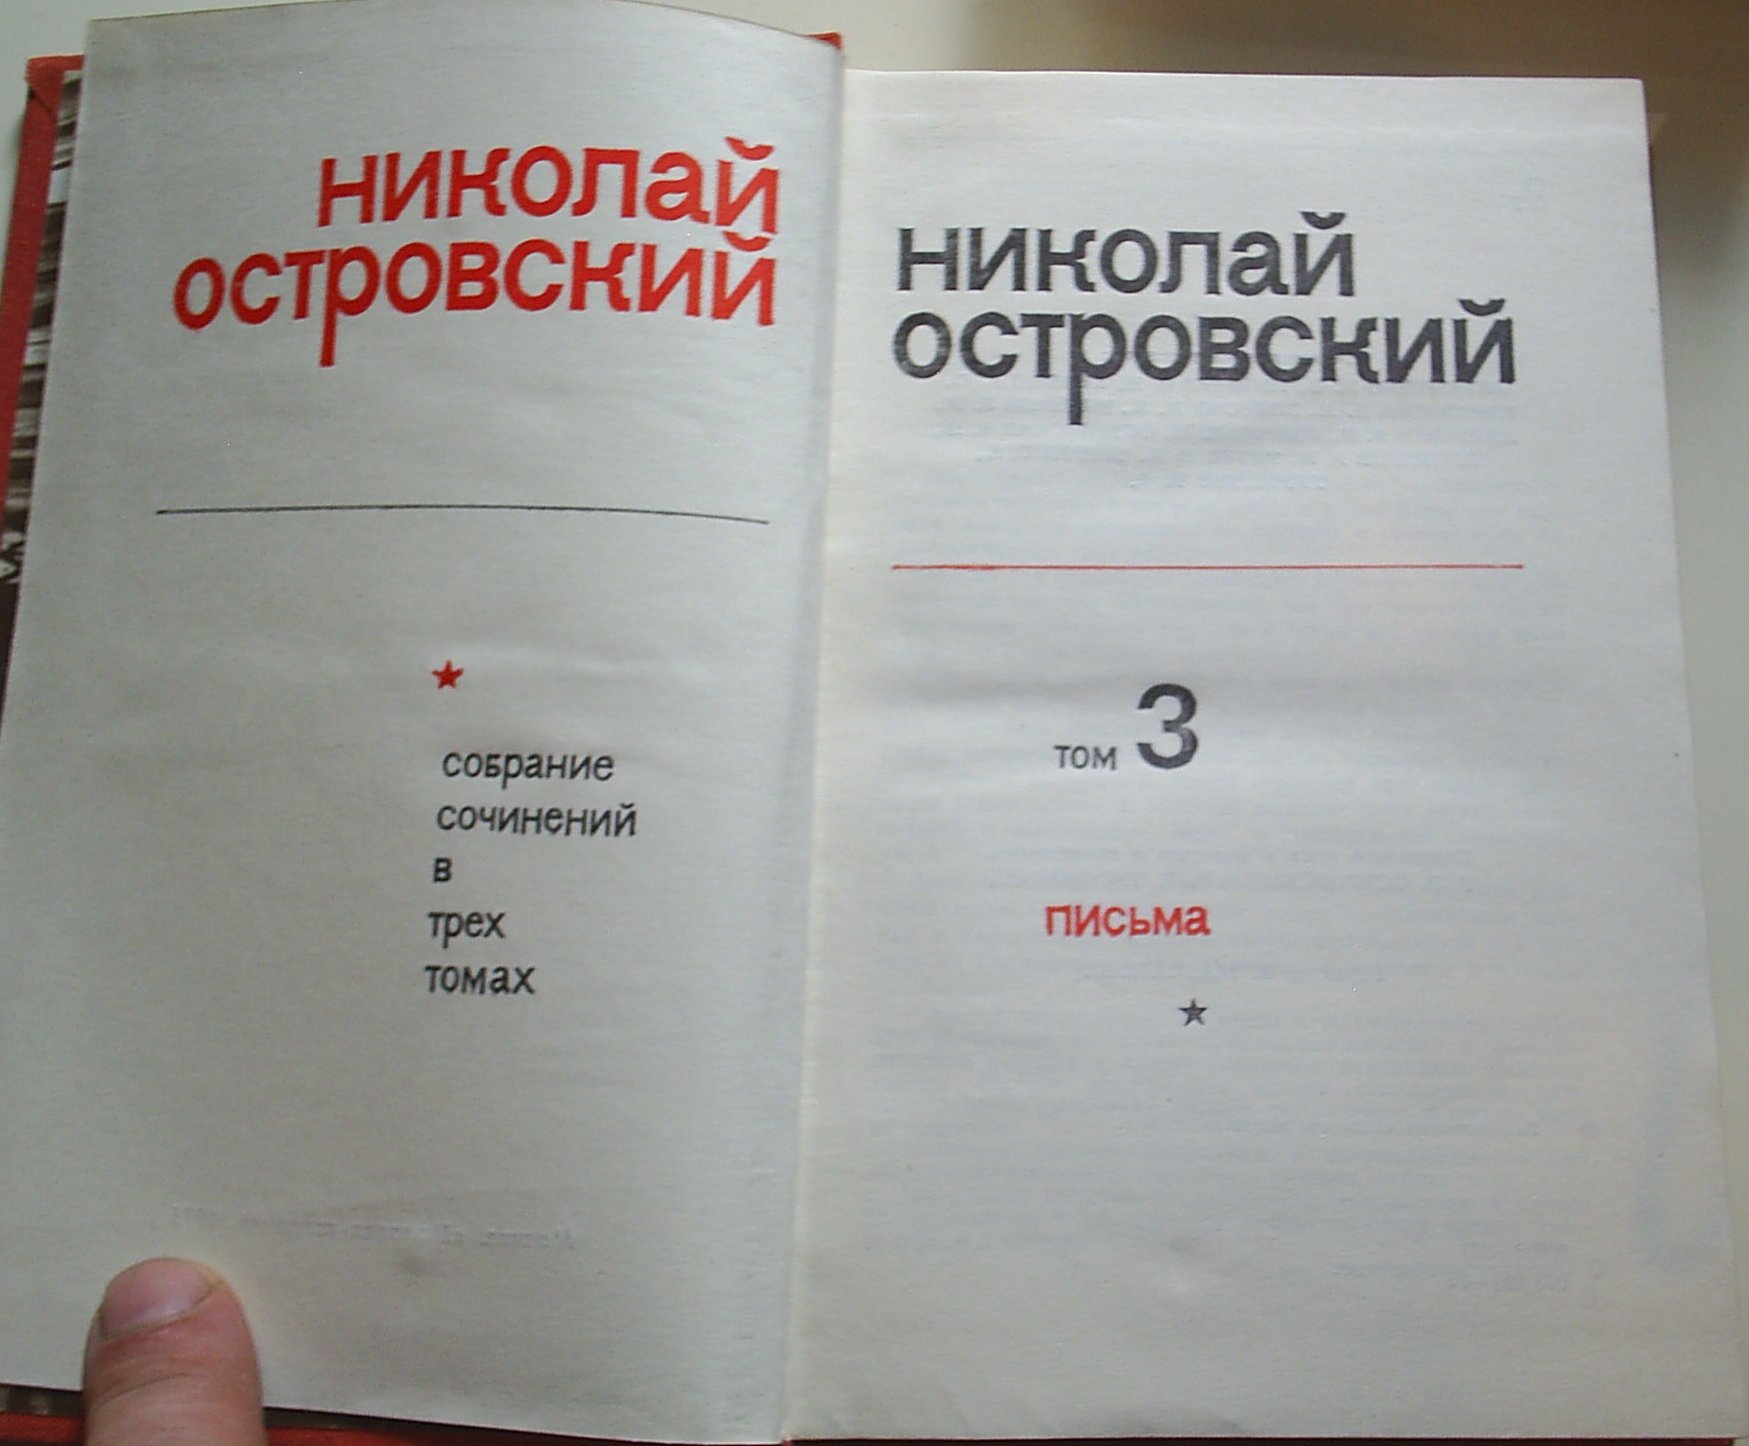 николай
островский
собрание
сочинений
в
трех
томах
николай
островский
том 3
письма